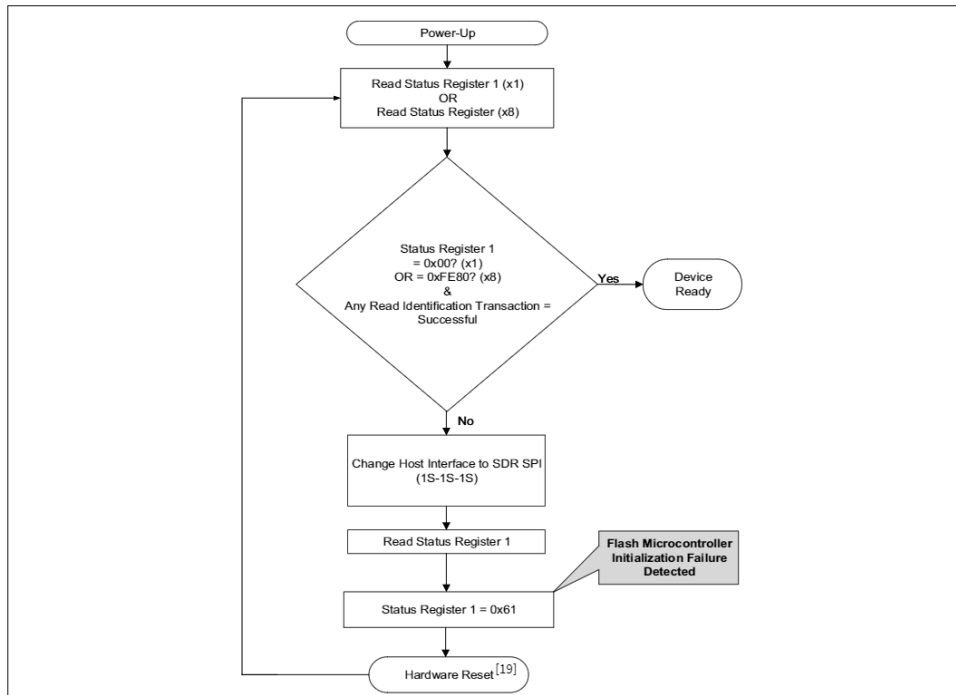 Power-Up
Read Status Register 1 (x1)
OR
Read Status Register (x8)
Status Register 1
= 0x00? (x1)
OR = 0xFE80? (x8)
&
Any Read Identification Transaction =
Successful
Yes
Device
Ready
No
Change Host Interface to SDR SPI
(1S-1S-1S)
Read Status Register 1
Flash Microcontroller
Initialization Failure
Detected
Status Register 1 = 0x61
Hardware Reset[19]